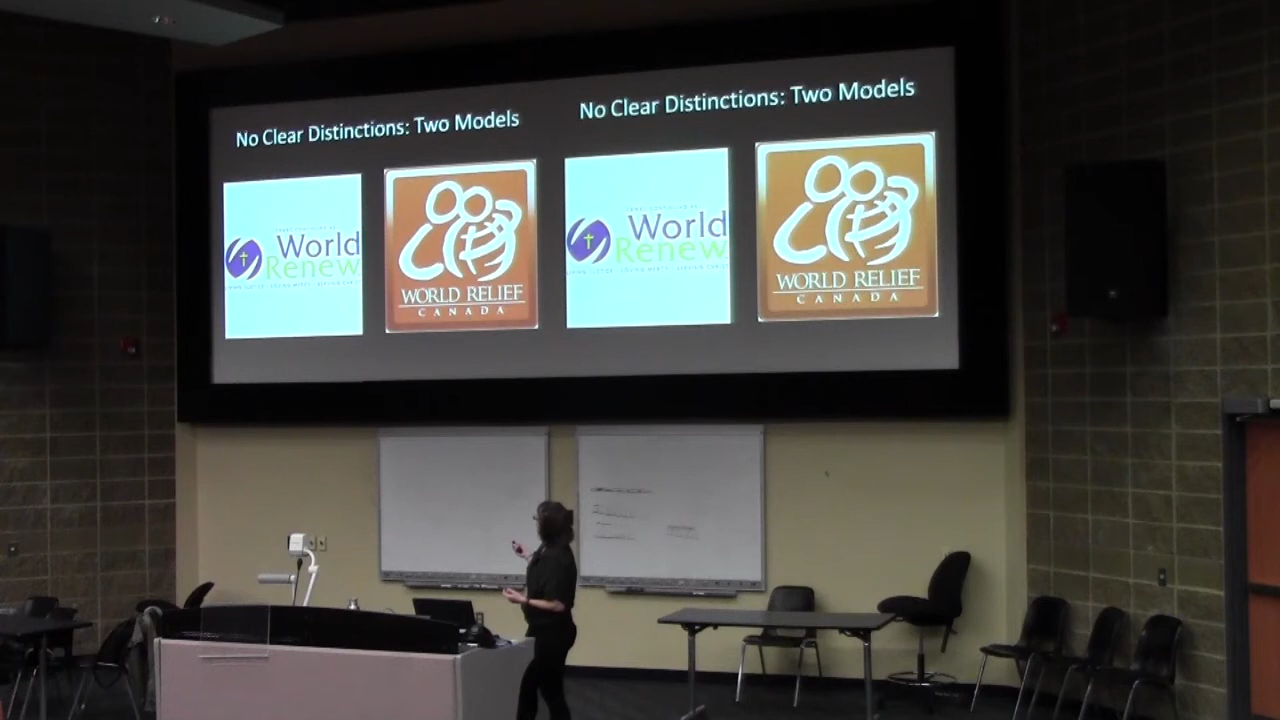 No Clear Distinctions: Two Models
World
Renew
WORLD RELIEF
CANADA
No Clear Distinctions: Two Models
World
Renew
WORLD RELIEF
CANADA